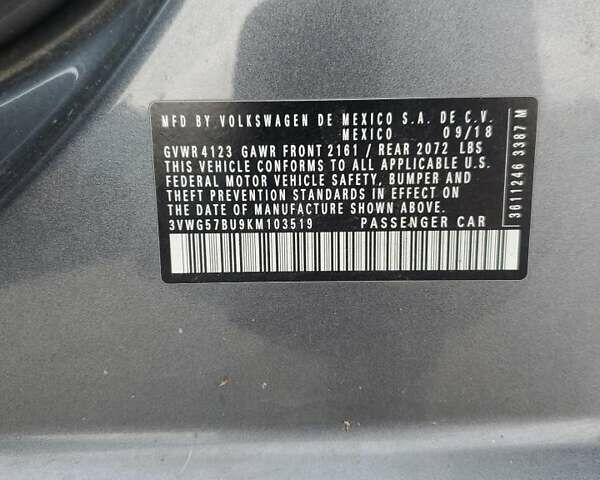 MFD BY VOLKSWAGEN DE MEXICO S.A. DE C.V.
MEXICO 09/18
GVWR 4123 GAWR FRONT 2161 / REAR 2072 LBS
THIS VEHICLE CONFORMS TO ALL APPLICABLE U.S.
FEDERAL MOTOR VEHICLE SAFETY, BUMPER AND
THEFT PREVENTION STANDARDS IN EFFECT ON
THE DATE OF MANUFACTURE SHOWN ABOVE.
3VWG57BU9KM103519 PASSENGER CAR
3611246 3387 M